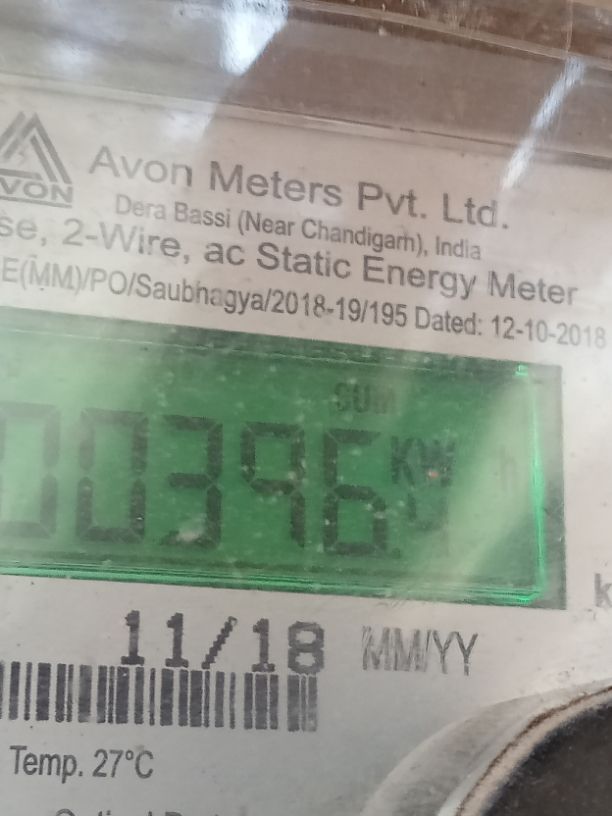 Avon Meters Pvt. Ltd.
VON
Dera Bassi (Near Chandigarh), India
se, 2-Wire, ac Static Energy Meter
E(MM)/PO/Saubhagya/2018-19/195 Dated: 12-10-2018
CUM
00396. KW h
k
11/18 MM/YY
Temp. 27°C